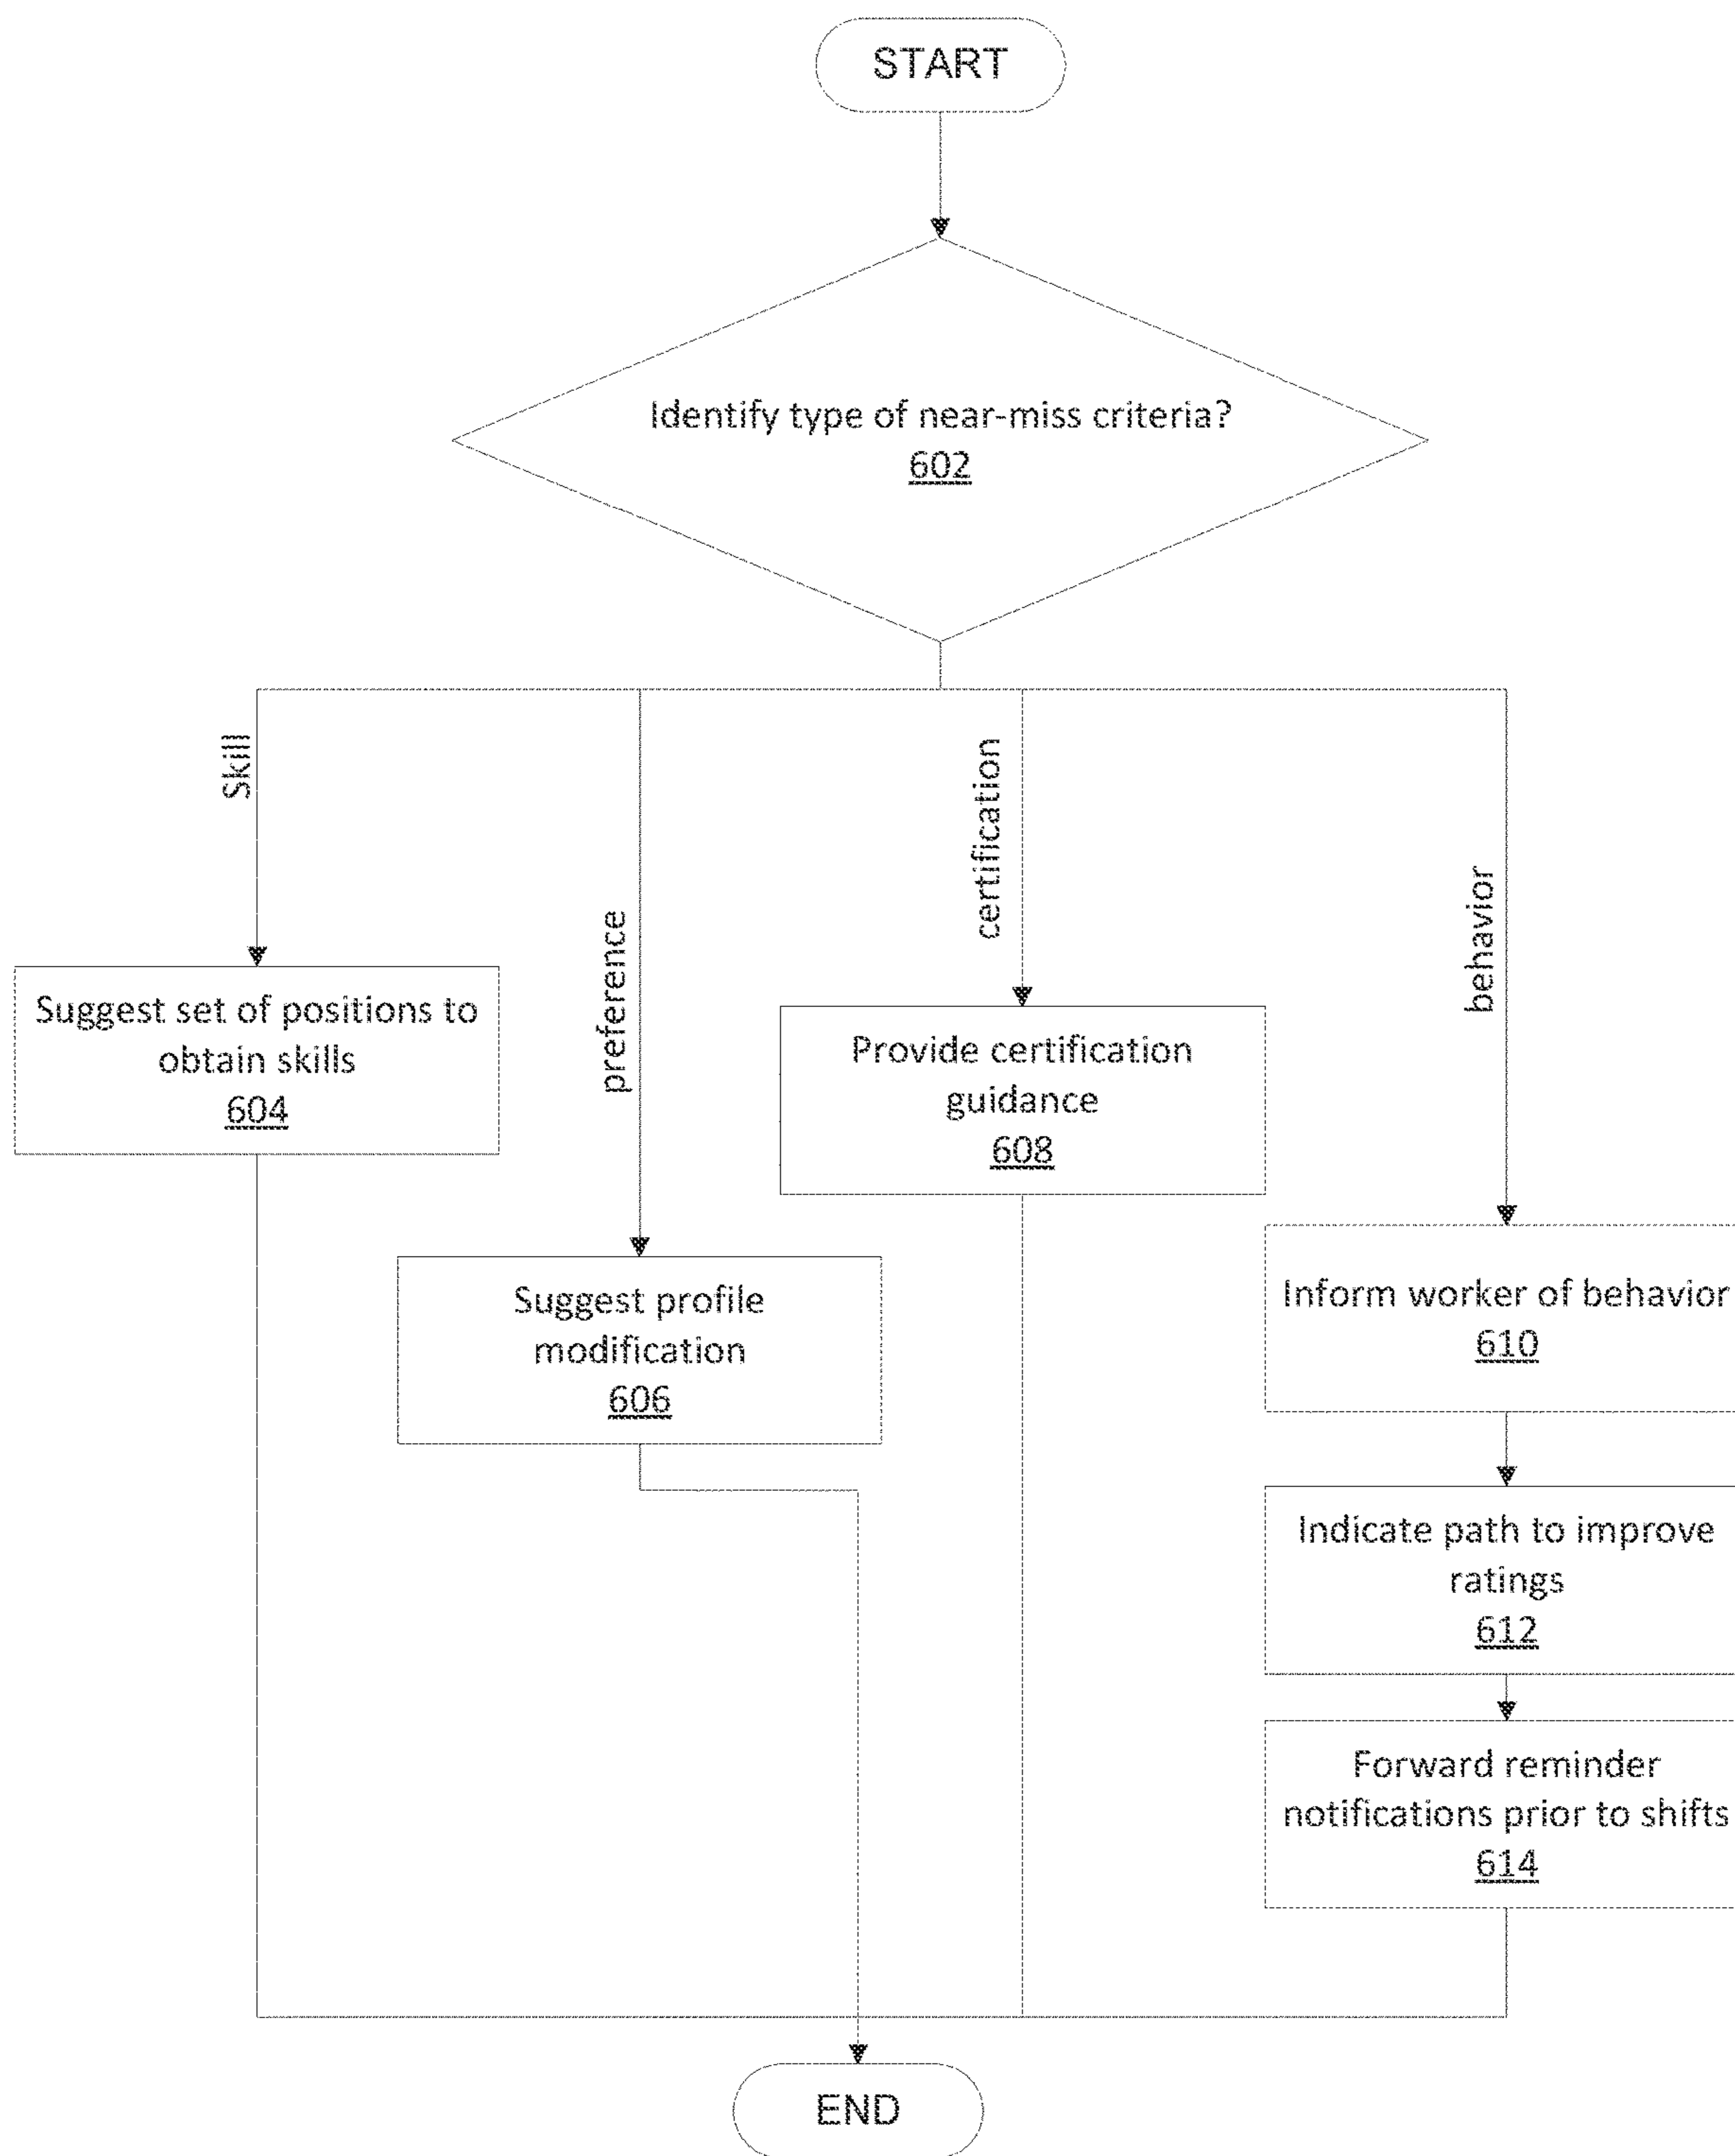 START
Identify type of near-miss criteria?
602
Skill
preference
certification
behavior
Suggest set of positions to
obtain skills
604
Provide certification
guidance
608
Suggest profile
modification
606
Inform worker of behavior
610
Indicate path to improve
ratings
612
Forward reminder
notifications prior to shifts
614
END